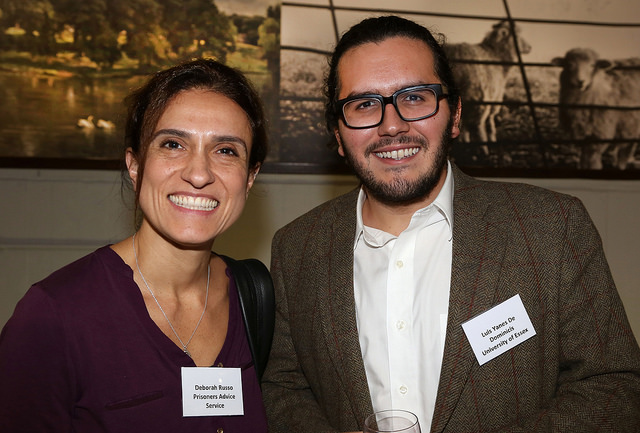 Deborah Russo
Prisoners Advice
Service
Luis Yanes De
Dominicis
University of Essex